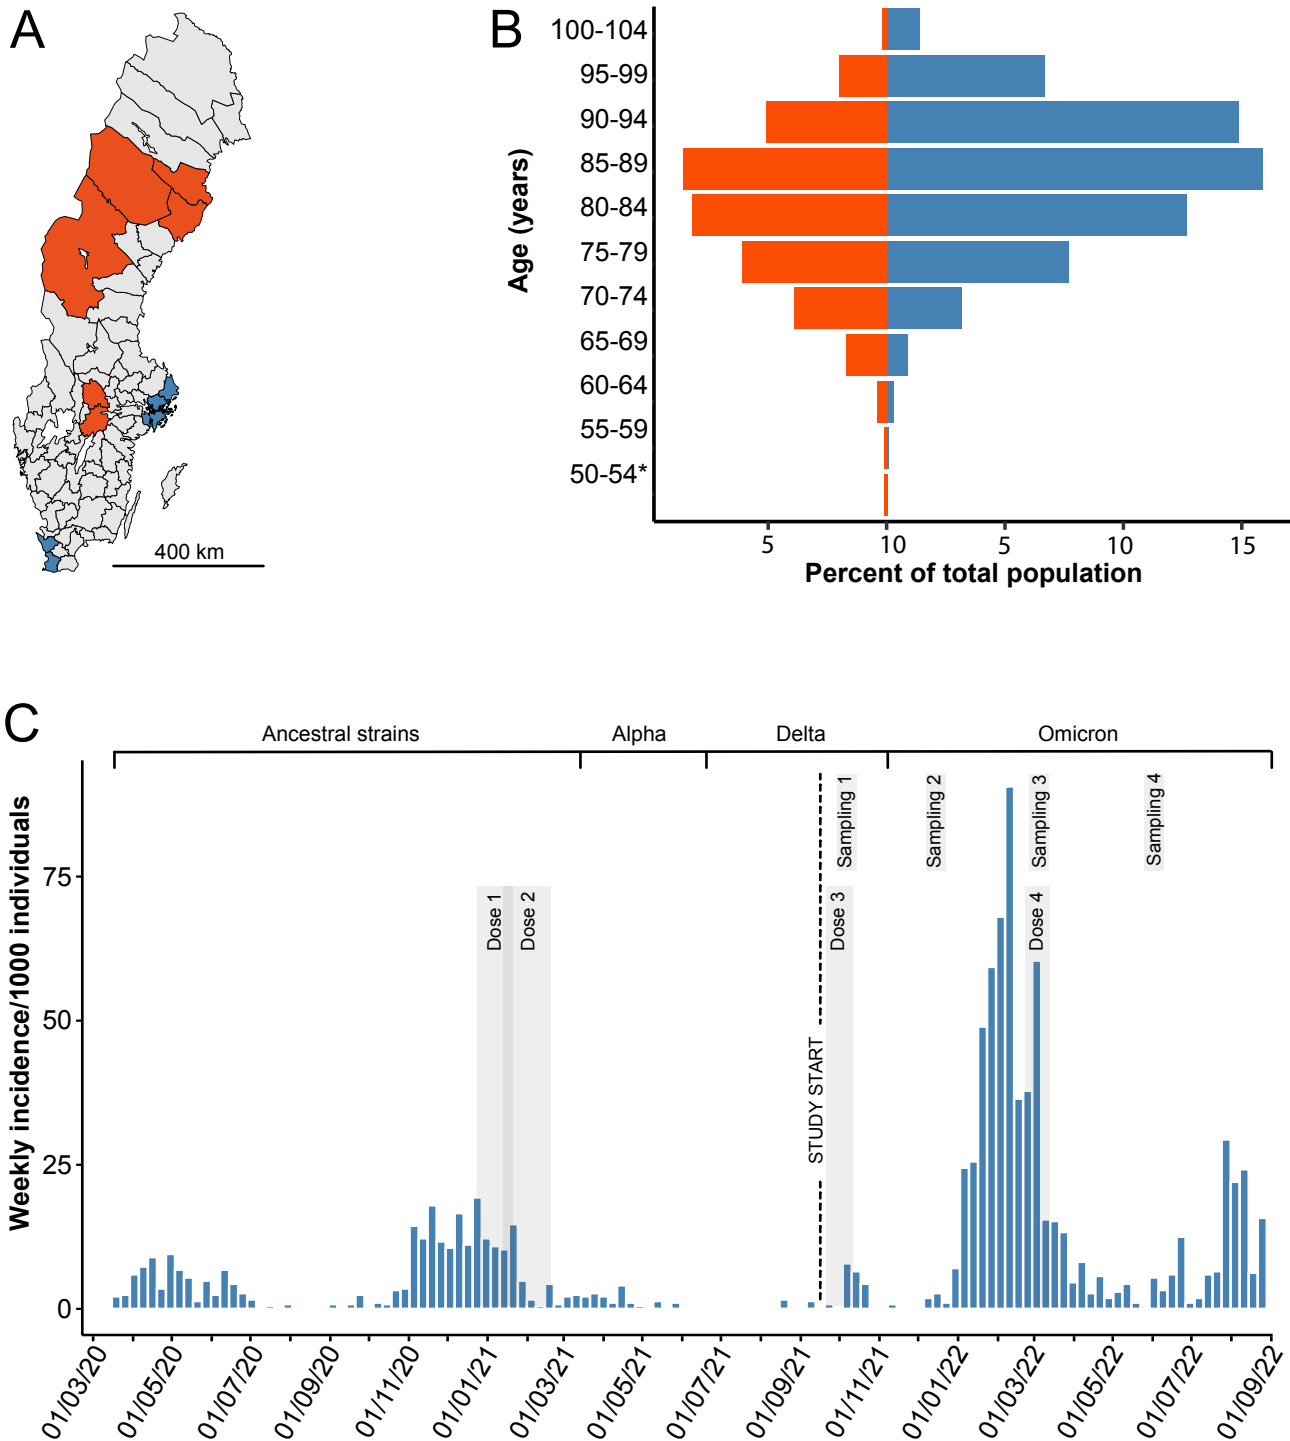 A
400 km
B
Age (years)
100-104
95-99
90-94
85-89
80-84
75-79
70-74
65-69
60-64
55-59
50-54*
5
10
5
10
15
Percent of total population
C
Ancestral strains
Alpha
Delta
Omicron
Weekly incidence/1000 individuals
75
50
25
0
Dose 1
Dose 2
STUDY START
Sampling 1
Dose 3
Sampling 2
Sampling 3
Dose 4
Sampling 4
01/03/20
01/05/20
01/07/20
01/09/20
01/11/20
01/01/21
01/03/21
01/05/21
01/07/21
01/09/21
01/11/21
01/01/22
01/03/22
01/05/22
01/07/22
01/09/22